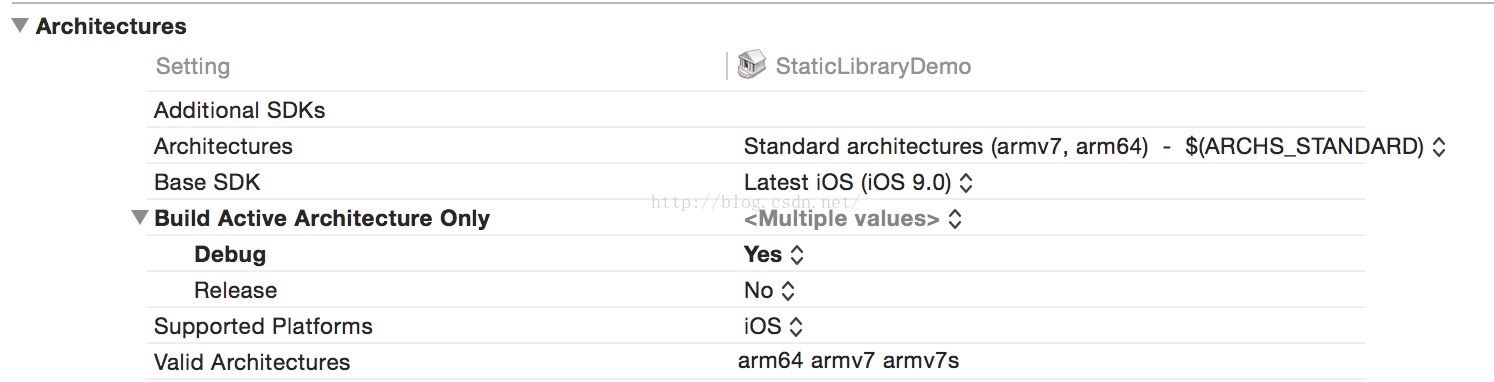 Architectures
Setting StaticLibraryDemo
Additional SDKs
Architectures Standard architectures (armv7, arm64) - $(ARCHS_STANDARD)
Base SDK Latest iOS (iOS 9.0)
http://blog.csdn.net/
Build Active Architecture Only <Multiple values>
Debug Yes
Release No
Supported Platforms iOS
Valid Architectures arm64 armv7 armv7s